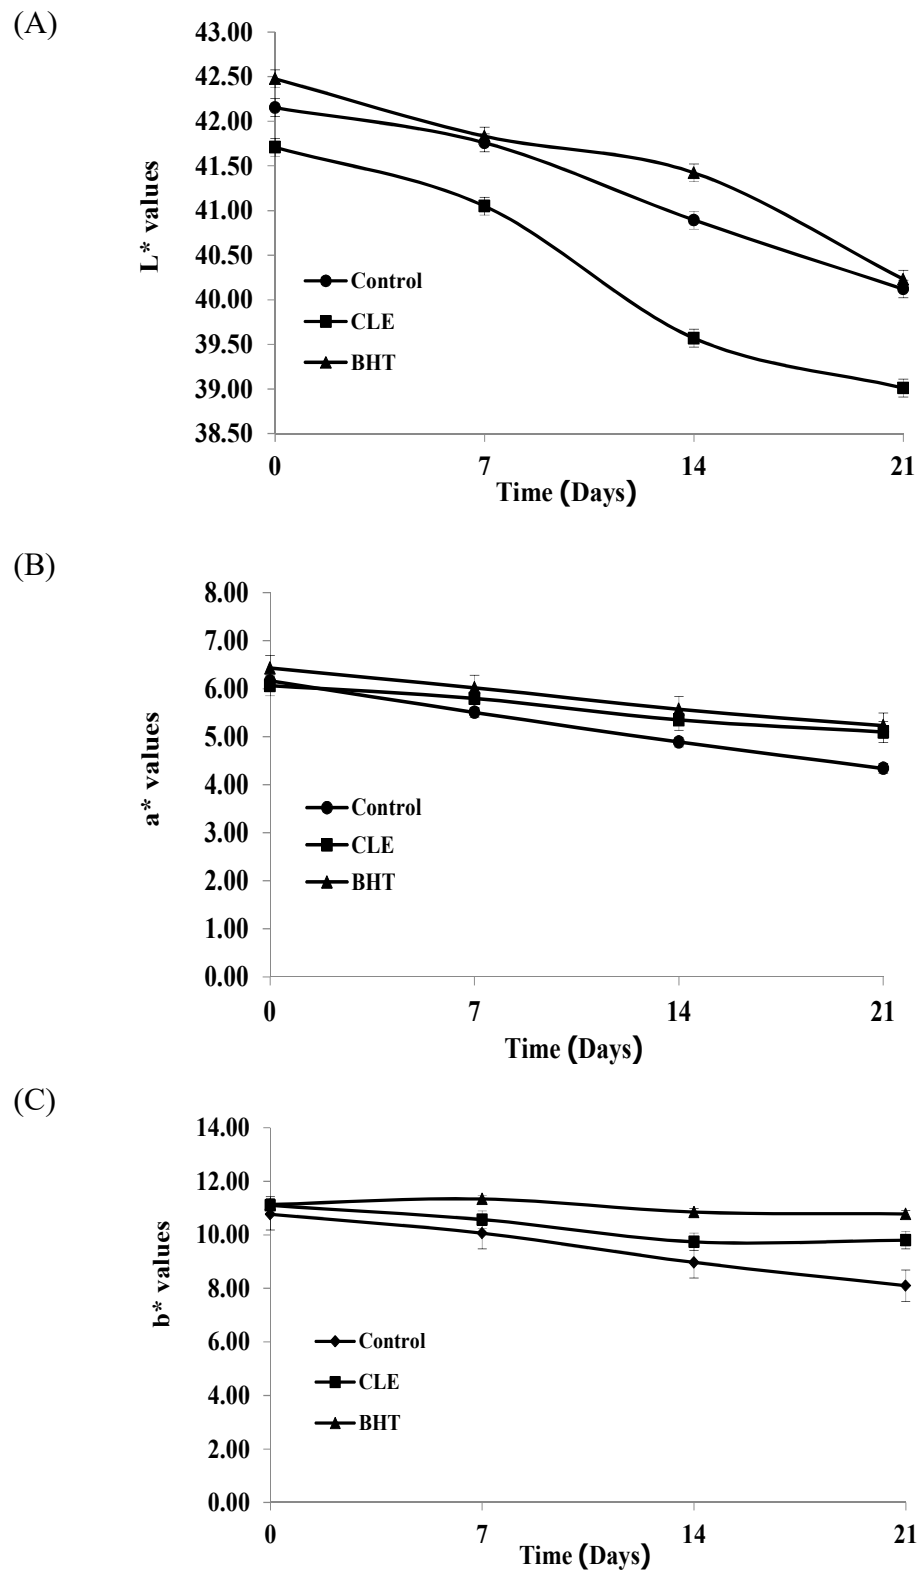 (A)
43.00
42.50
42.00
41.50
41.00
40.50
40.00
39.50
39.00
38.50
L* values
Control
CLE
BHT
0 7 14 21
Time (Days)
(B)
8.00
7.00
6.00
5.00
4.00
3.00
2.00
1.00
0.00
a* values
Control
CLE
BHT
0 7 14 21
Time (Days)
(C)
14.00
12.00
10.00
8.00
6.00
4.00
2.00
0.00
b* values
Control
CLE
BHT
0 7 14 21
Time (Days)